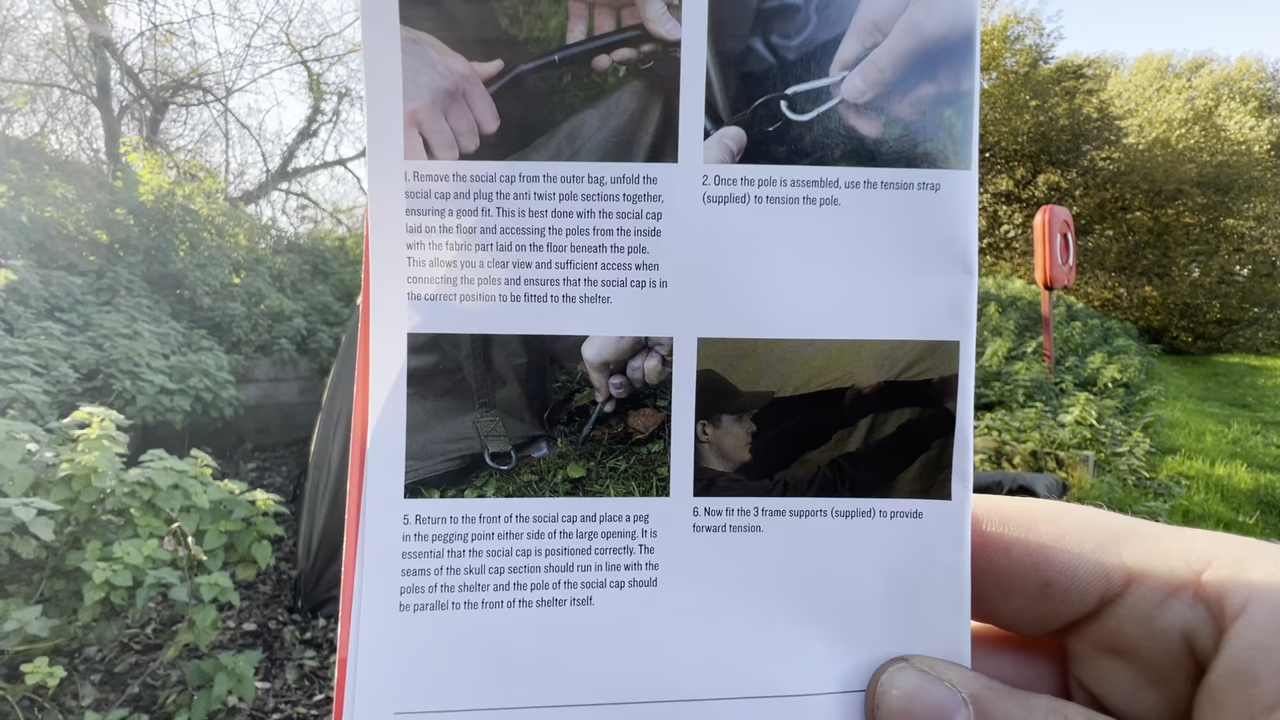 1. Remove the social cap from the outer bag, unfold the
social cap and plug the anti twist pole sections together,
ensuring a good fit. This is best done with the social cap
laid on the floor and accessing the poles from the inside
with the fabric part laid on the floor beneath the pole.
This allows you a clear view and sufficient access when
connecting the poles and ensures that the social cap is in
the correct position to be fitted to the shelter.
2. Once the pole is assembled, use the tension strap
(supplied) to tension the pole.
5. Return to the front of the social cap and place a peg
in the pegging point either side of the large opening. It is
essential that the social cap is positioned correctly. The
seams of the skull cap section should run in line with the
poles of the shelter and the pole of the social cap should
be parallel to the front of the shelter itself.
6. Now fit the 3 frame supports (supplied) to provide
forward tension.